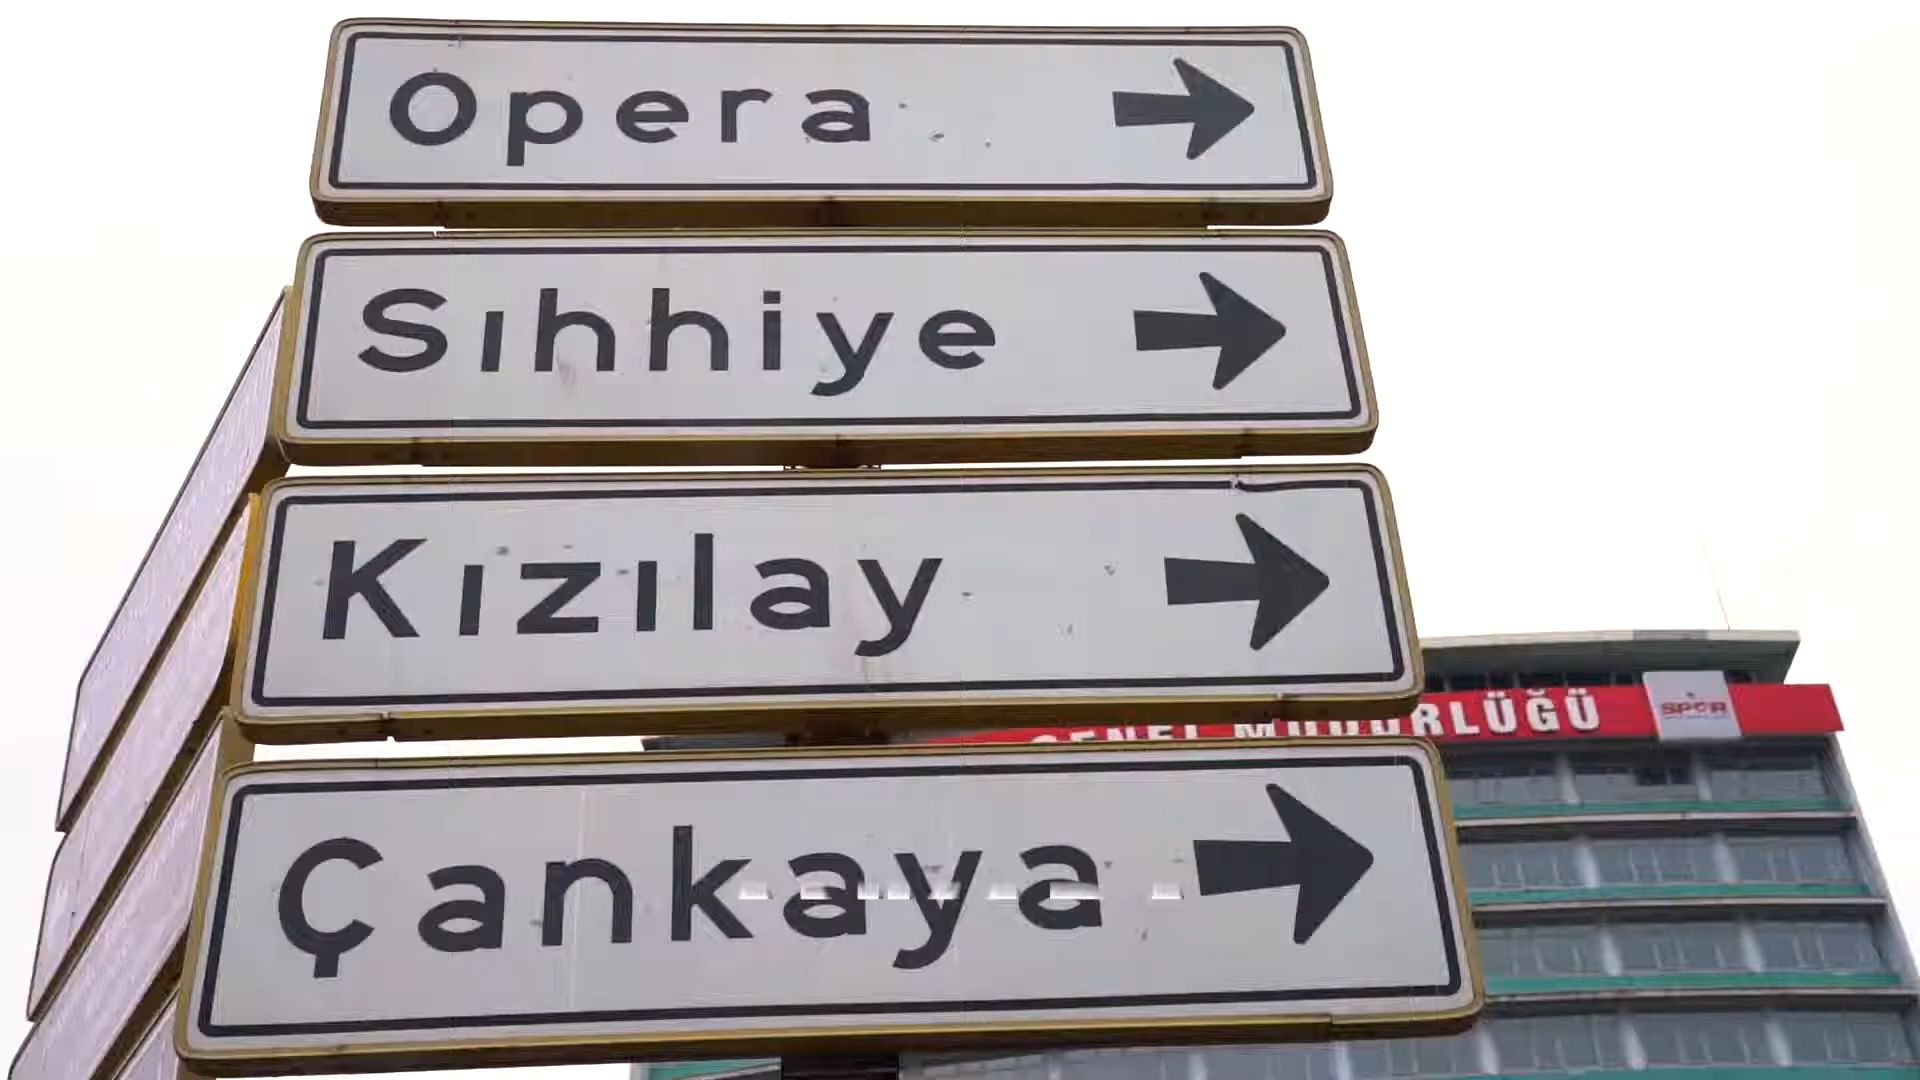 Opera
Sıhhiye
Kızılay
Çankaya
GENEL MÜDÜRLÜĞÜ
SPOR